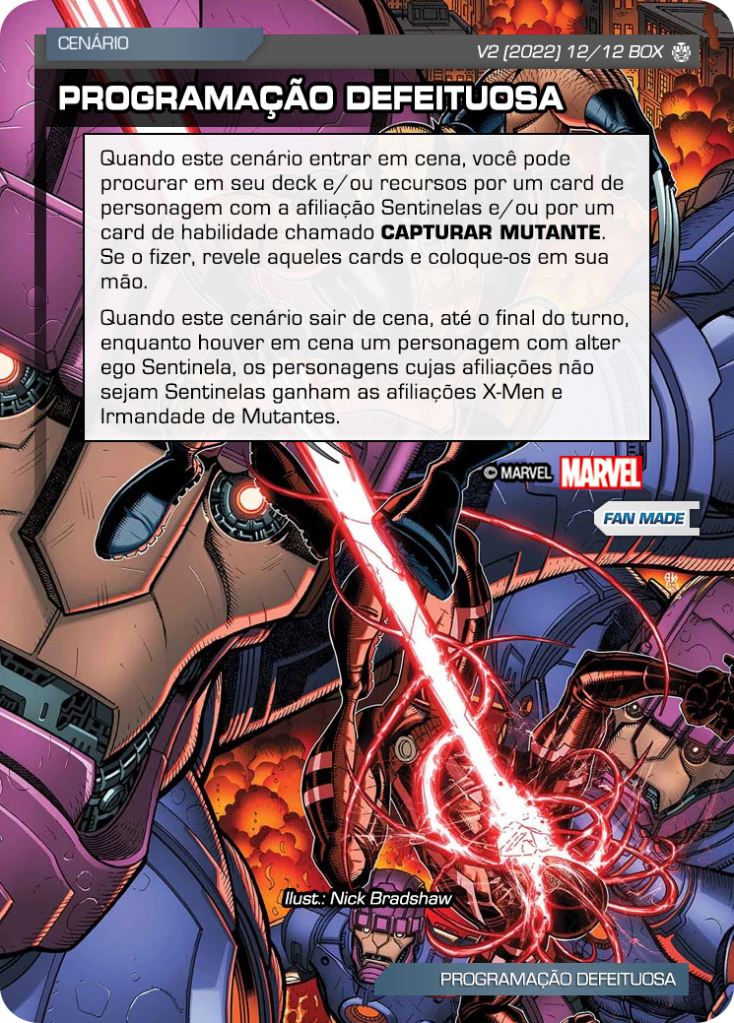 CENÁRIO
V2 (2022) 12/12 BOX
PROGRAMAÇÃO DEFEITUOSA
Quando este cenário entrar em cena, você pode
procurar em seu deck e/ou recursos por um card de
personagem com a afiliação Sentinelas e/ou por um
card de habilidade chamado CAPTURAR MUTANTE.
Se o fizer, revele aqueles cards e coloque-os em sua
mão.
Quando este cenário sair de cena, até o final do turno,
enquanto houver em cena um personagem com alter
ego Sentinela, os personagens cujas afiliações não
sejam Sentinelas ganham as afiliações X-Men e
Irmandade de Mutantes.
© MARVEL MARVEL
FAN MADE
Ilust.: Nick Bradshaw
PROGRAMAÇÃO DEFEITUOSA